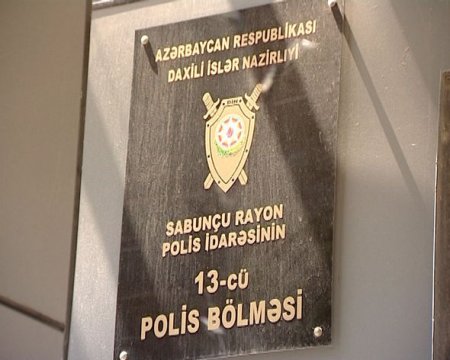 AZƏRBAYCAN RESPUBLİKASI
DAXİLİ İŞLƏR NAZİRLİYİ
SABUNÇU RAYON
POLİS İDARƏSİNİN
13-CÜ
POLİS BÖLMƏSİ